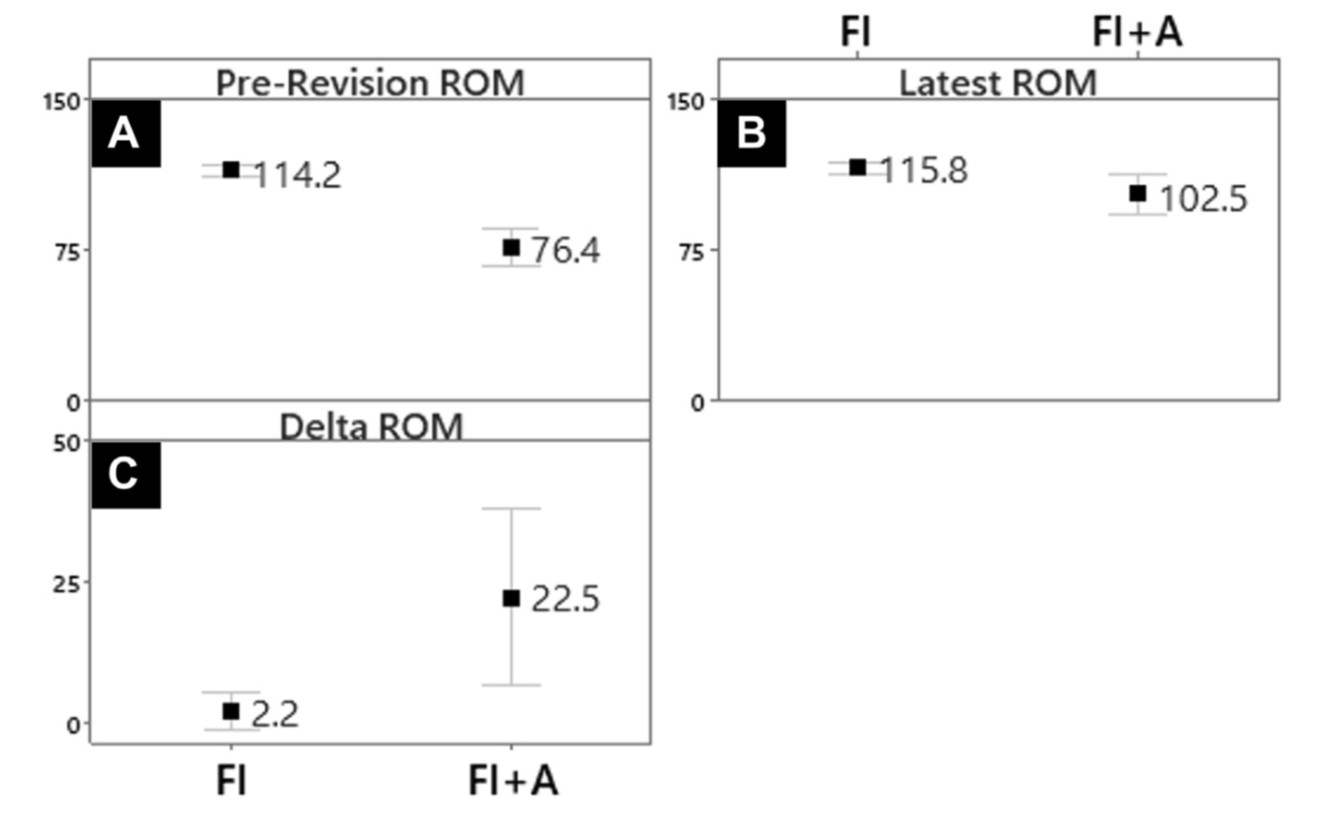 FI FI+A
Pre-Revision ROM
150
A
114.2
75
76.4
0
Latest ROM
150
B
115.8
102.5
75
0
Delta ROM
50
C
25
22.5
2.2
0
FI FI+A